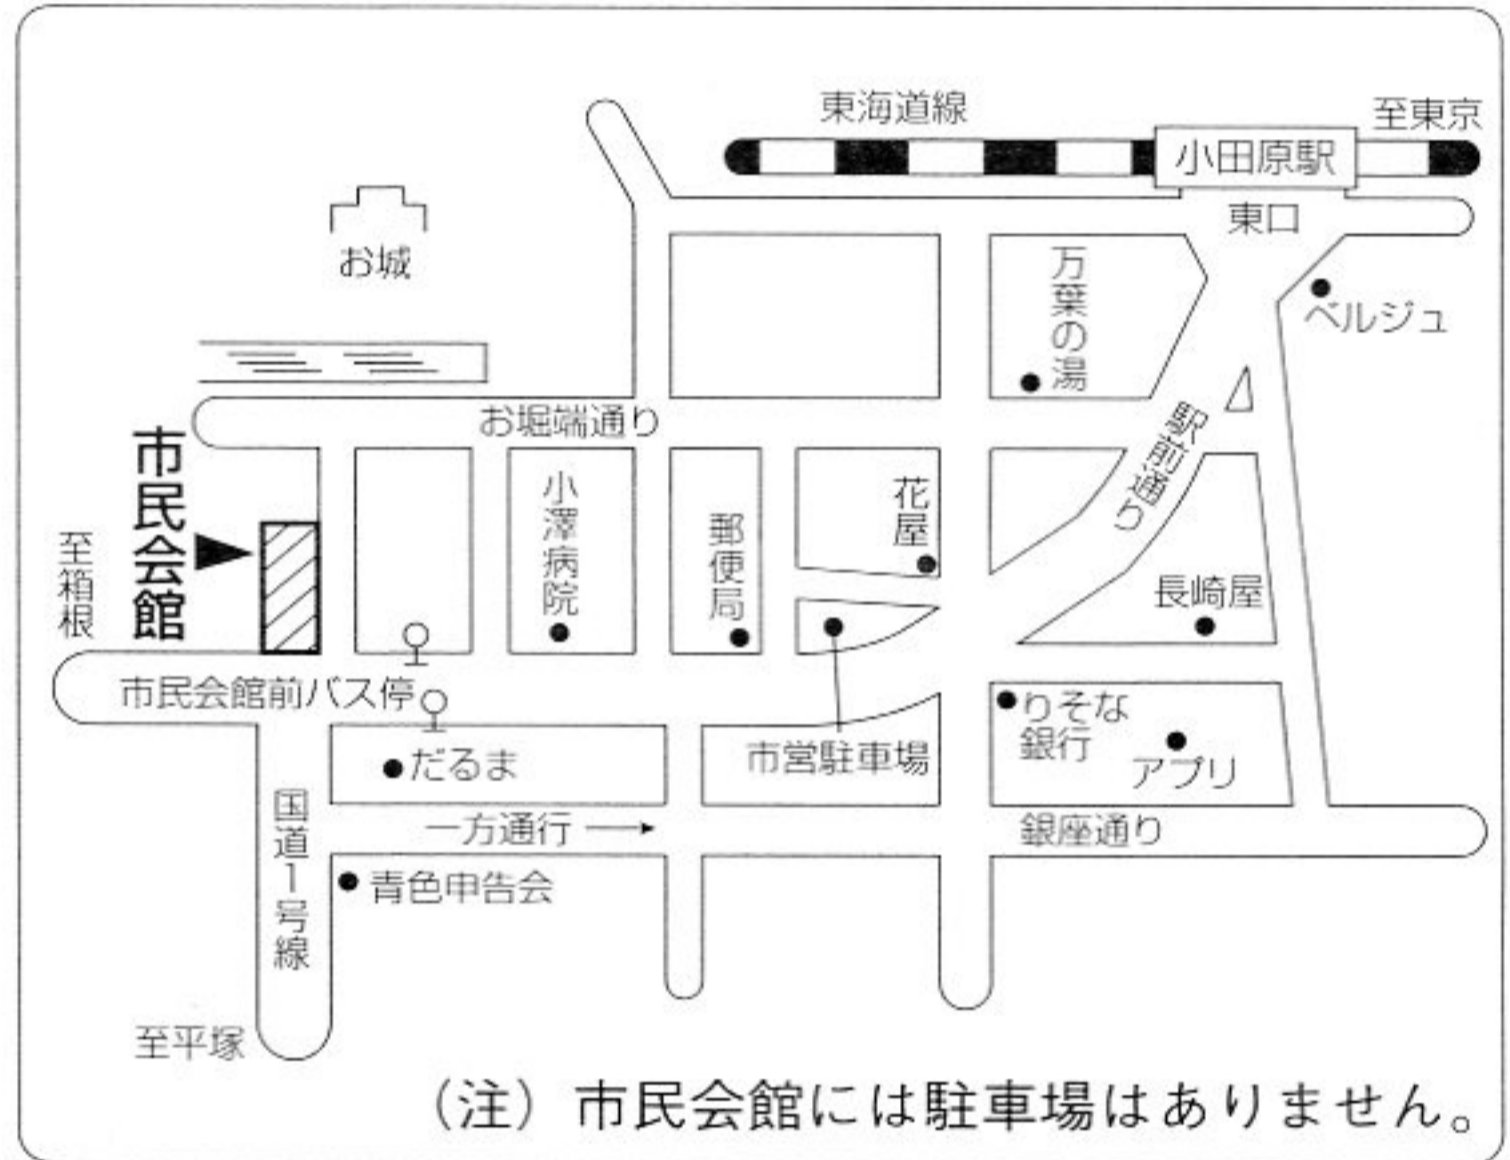 東海道線
至東京
小田原駅
東口
お城
万葉の湯
ベルジュ
お堀端通り
駅前通り
市民会館
至箱根
小澤病院
郵便局
花屋
長崎屋
市民会館前バス停
りそな
銀行
アプリ
市営駐車場
だるま
一方通行
銀座通り
国道1号線
青色申告会
至平塚
（注）市民会館には駐車場はありません。